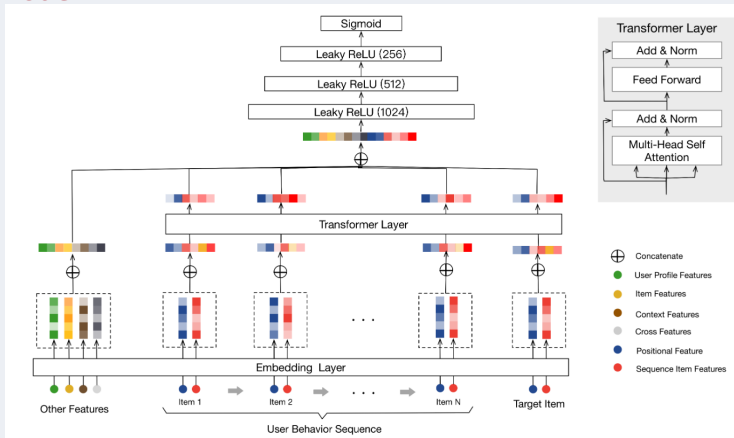 Sigmoid
Leaky ReLU (256)
Leaky ReLU (512)
Leaky ReLU (1024)
Transformer Layer
Embedding Layer
Other Features
Item 1
Item 2
. . .
. . .
Item N
Target Item
User Behavior Sequence
Transformer Layer
Add & Norm
Feed Forward
Add & Norm
Multi-Head Self
Attention
Concatenate
User Profile Features
Item Features
Context Features
Cross Features
Positional Feature
Sequence Item Features